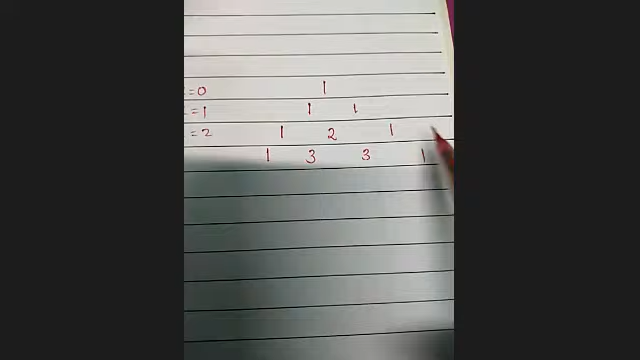 =0 1
=1 1 1
=2 1 2 1
1 3 3 1